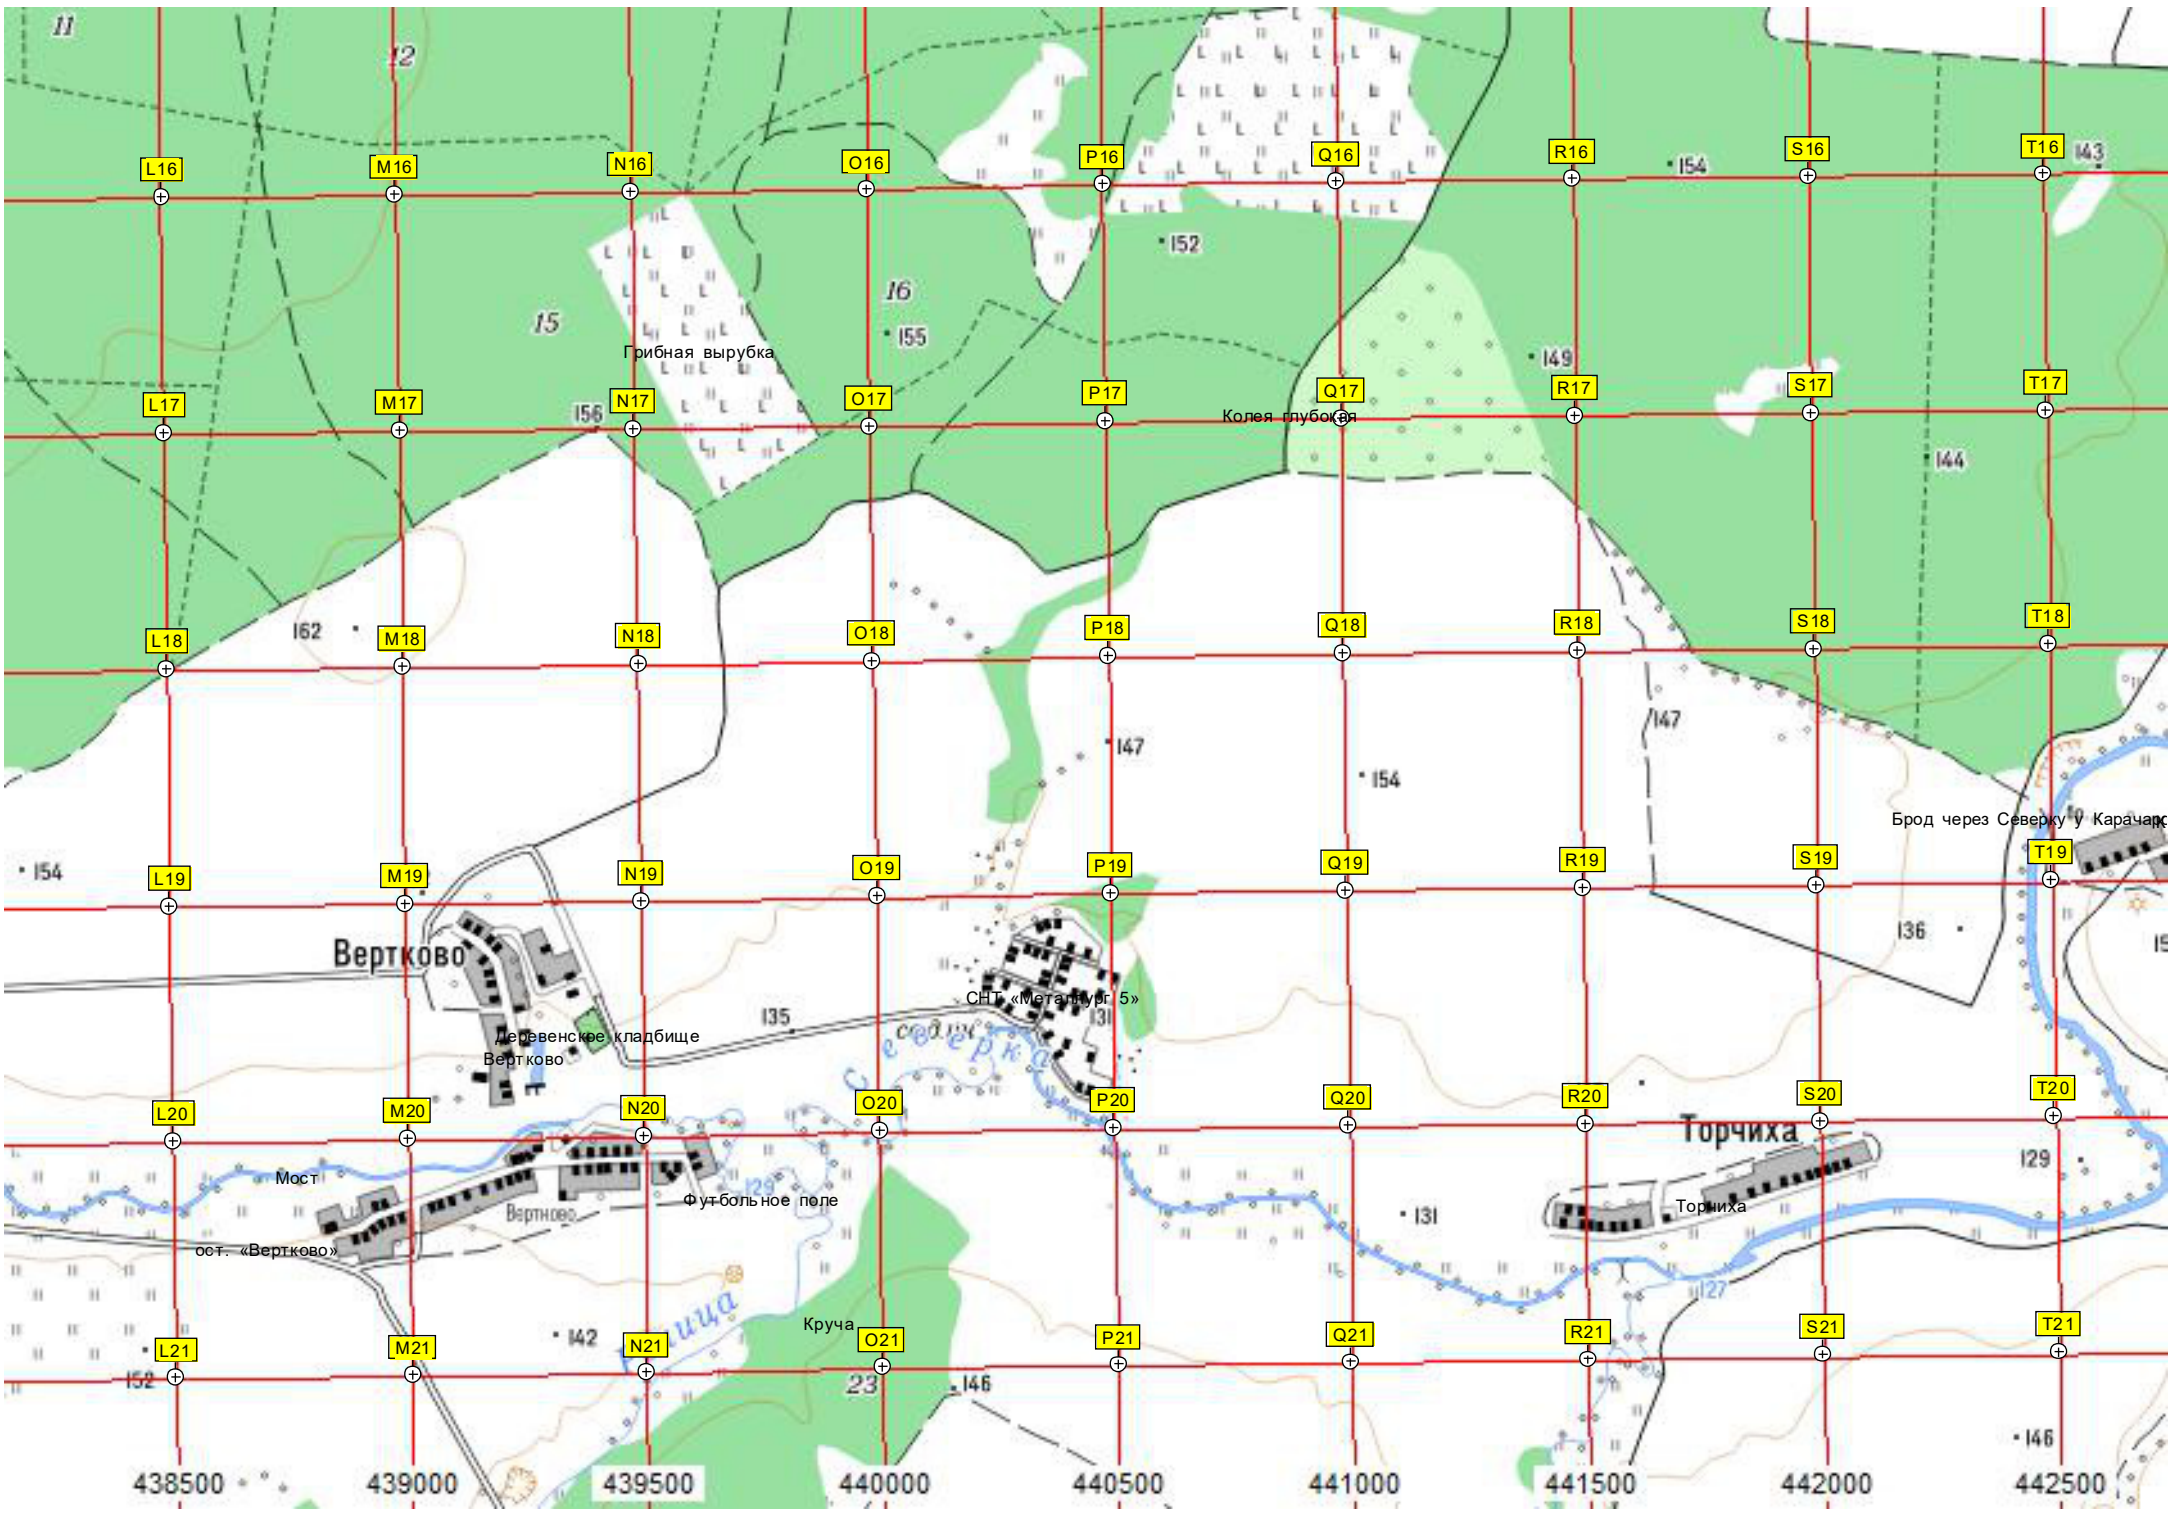 11
12
L16 M16 N16 O16 P16 Q16 R16 S16 T16
154 143
152
16
15
155
Грибная вырубка
149
L17 M17 N17 O17 P17 Q17 R17 S17 T17
156
Колея глубокая
144
162
L18 M18 N18 O18 P18 Q18 R18 S18 T18
147
147
154
Брод через Северку у Карачар
154
L19 M19 N19 O19 P19 Q19 R19 S19 T19
136
Вертково
СНТ «Металлург 5»
135 131
Деревенское кладбище
Вертково
Северка
L20 M20 N20 O20 P20 Q20 R20 S20 T20
Торчиха
129
Мост
129
Футбольное поле
Торчиха
Вертково
131
ост. «Вертково»
127
Круча
142
L21 M21 N21 O21 P21 Q21 R21 S21 T21
152
23
146
146
438500 439000 439500 440000 440500 441000 441500 442000 442500